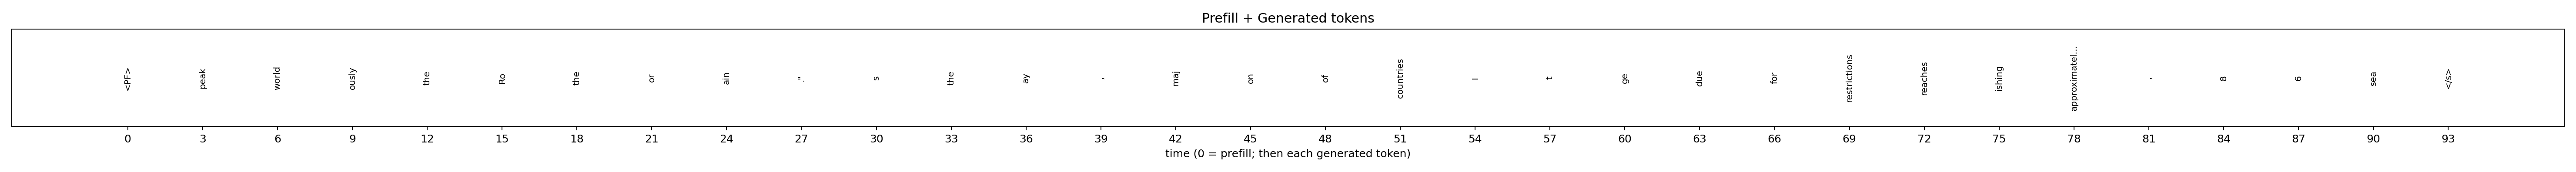 Prefill + Generated tokens
<PF> peak world ously the Ro the or ain ". s the ay , maj on of countries I t ge due for restrictions reaches ishing approximatel... , 8 6 sea </s>
0 3 6 9 12 15 18 21 24 27 30 33 36 39 42 45 48 51 54 57 60 63 66 69 72 75 78 81 84 87 90 93
time (0 = prefill; then each generated token)